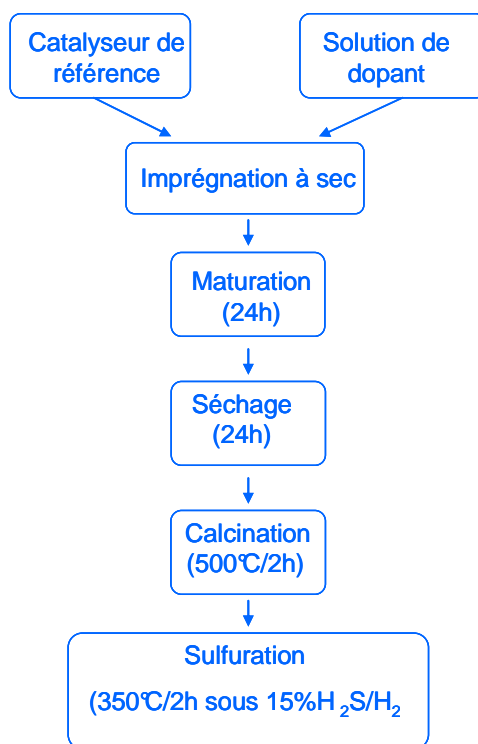 Catalyseur de
référence
Solution de
dopant
Imprégnation à sec
Maturation
(24h)
Séchage
(24h)
Calcination
(500℃/2h)
Sulfuration
(350℃/2h sous 15%H₂S/H₂